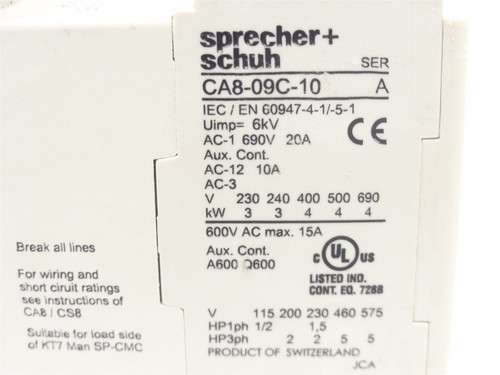 sprecher+
schuh
SER
CA8-09C-10 A
IEC / EN 60947-4-1/-5-1
Uimp= 6kV
AC-1 690V 20A
CE
Aux. Cont.
AC-12 10A
AC-3
V 230 240 400 500 690
kW 3 3 4 4 4
600V AC max. 15A
Aux. Cont.
A600 Q600
c UL us
LISTED IND.
CONT. EQ. 7288
V 115 200 230 460 575
HP1ph 1/2 1,5
HP3ph 2 2 5 5
PRODUCT OF SWITZERLAND
JCA
Break all lines
For wiring and
short ciruit ratings
see instructions of
CA8 / CS8
Suitable for load side
of KT7 Man SP-CMC